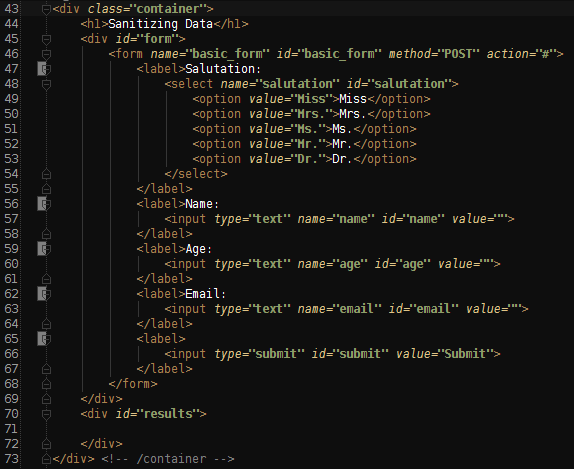 43 <div class="container">
44     <h1>Sanitizing Data</h1>
45     <div id="form">
46         <form name="basic_form" id="basic_form" method="POST" action="#">
47             <label>Salutation:
48                 <select name="salutation" id="salutation">
49                     <option value="Miss">Miss</option>
50                     <option value="Mrs.">Mrs.</option>
51                     <option value="Ms.">Ms.</option>
52                     <option value="Mr.">Mr.</option>
53                     <option value="Dr.">Dr.</option>
54                 </select>
55             </label>
56             <label>Name:
57                 <input type="text" name="name" id="name" value="">
58             </label>
59             <label>Age:
60                 <input type="text" name="age" id="age" value="">
61             </label>
62             <label>Email:
63                 <input type="text" name="email" id="email" value="">
64             </label>
65             <label>
66                 <input type="submit" id="submit" value="Submit">
67             </label>
68         </form>
69     </div>
70     <div id="results">
71
72     </div>
73 </div> <!-- /container -->